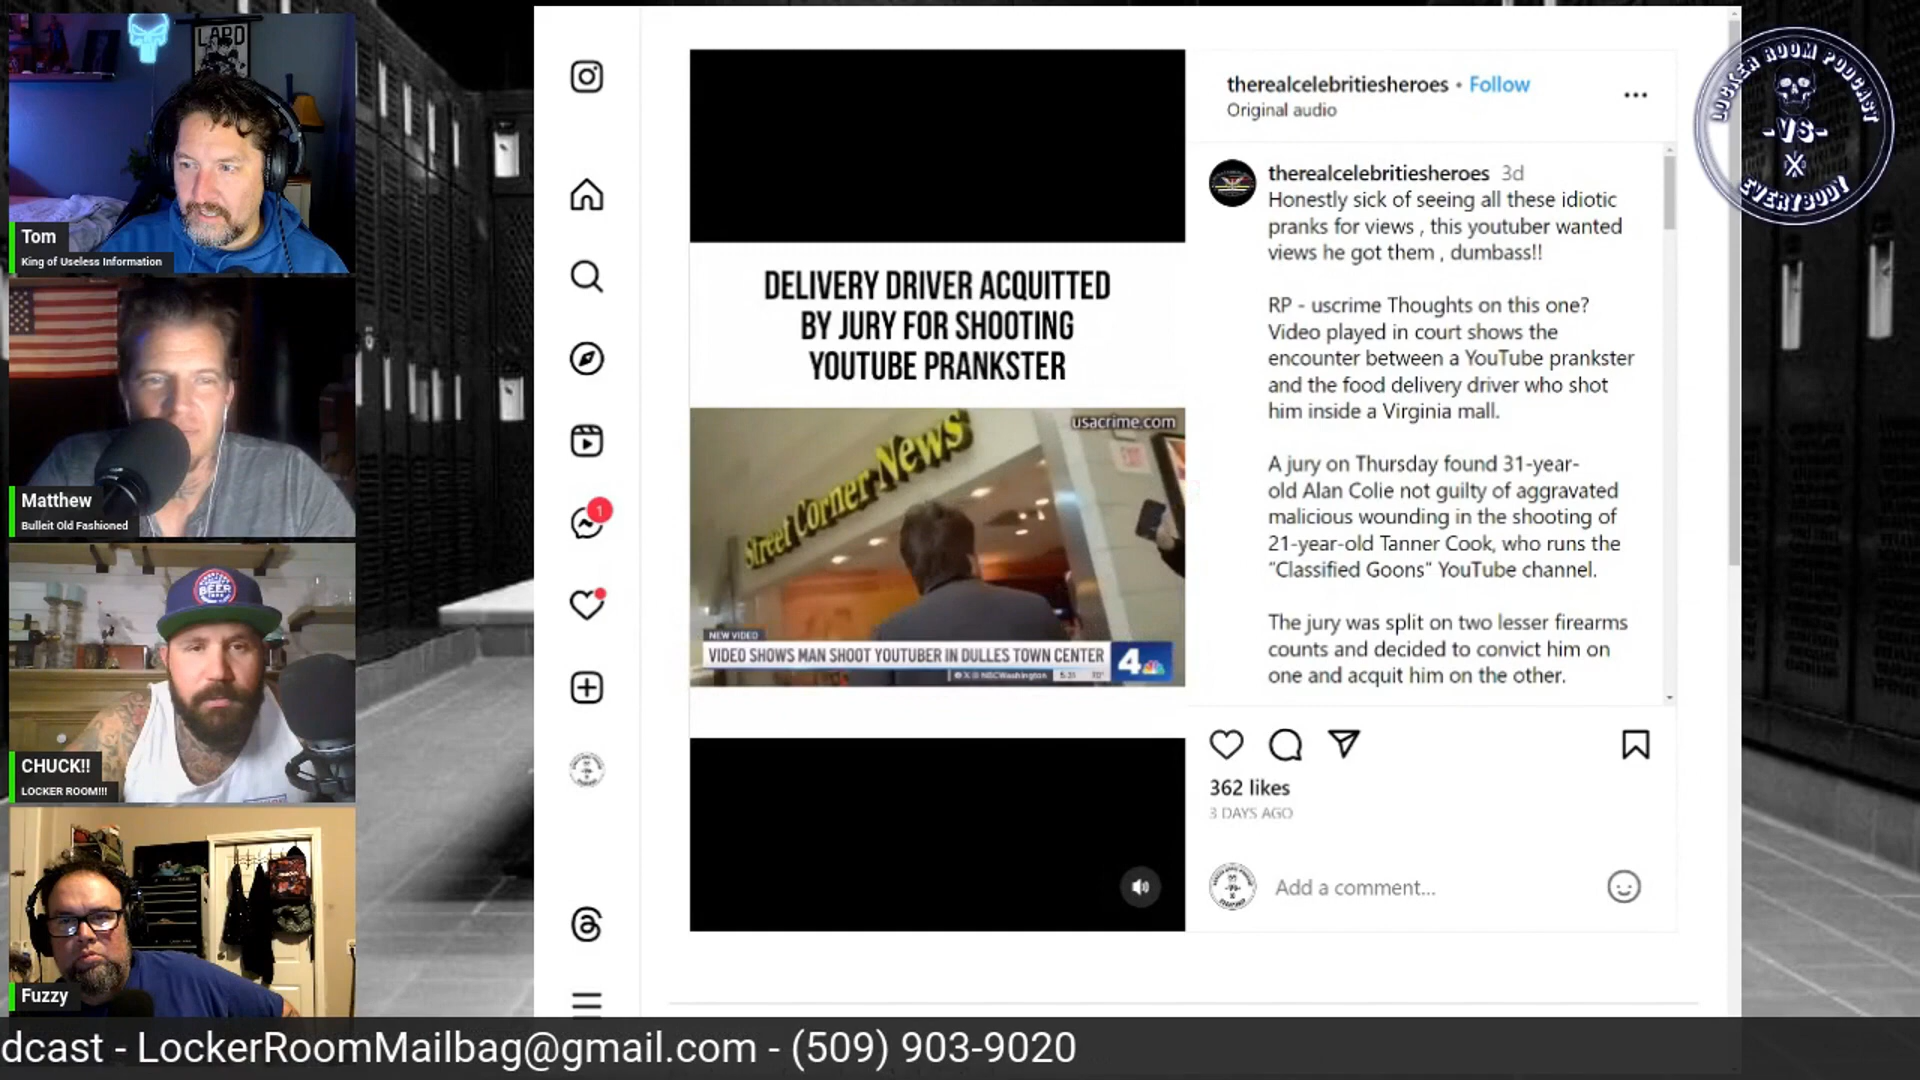 LAPD
Tom
King of Useless Information
Matthew
Bulleit Old Fashioned
BEER
CHUCK!!
LOCKER ROOM!!!
Fuzzy
1
DELIVERY DRIVER ACQUITTED
BY JURY FOR SHOOTING
YOUTUBE PRANKSTER
usacrime.com
Street Corner News
EXIT
NEW VIDEO
VIDEO SHOWS MAN SHOOT YOUTUBER IN DULLES TOWN CENTER
4
NBCWashington
5:31
70°
therealcelebritiesheroes • Follow
Original audio
therealcelebritiesheroes 3d
Honestly sick of seeing all these idiotic
pranks for views , this youtuber wanted
views he got them , dumbass!!
RP - uscrime Thoughts on this one?
Video played in court shows the
encounter between a YouTube prankster
and the food delivery driver who shot
him inside a Virginia mall.
A jury on Thursday found 31-year-
old Alan Colie not guilty of aggravated
malicious wounding in the shooting of
21-year-old Tanner Cook, who runs the
“Classified Goons” YouTube channel.
The jury was split on two lesser firearms
counts and decided to convict him on
one and acquit him on the other.
362 likes
3 DAYS AGO
Add a comment...
LOCKER ROOM PODCAST
-VS-
EVERYBODY
dcast - LockerRoomMailbag@gmail.com - (509) 903-9020